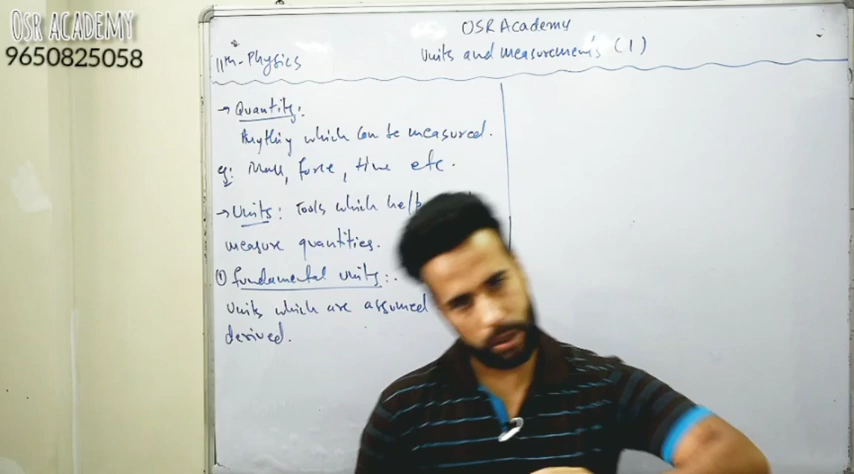 OSR ACADEMY
9650825058
OSR Academy
Units and measurements (1)
11th-Physics
→ Quantity:
Anything which can be measured.
eg: Mass, force, time etc.
→ Units: Tools which
measure quantities.
① fundamental units:
Units which are assumed
derived.